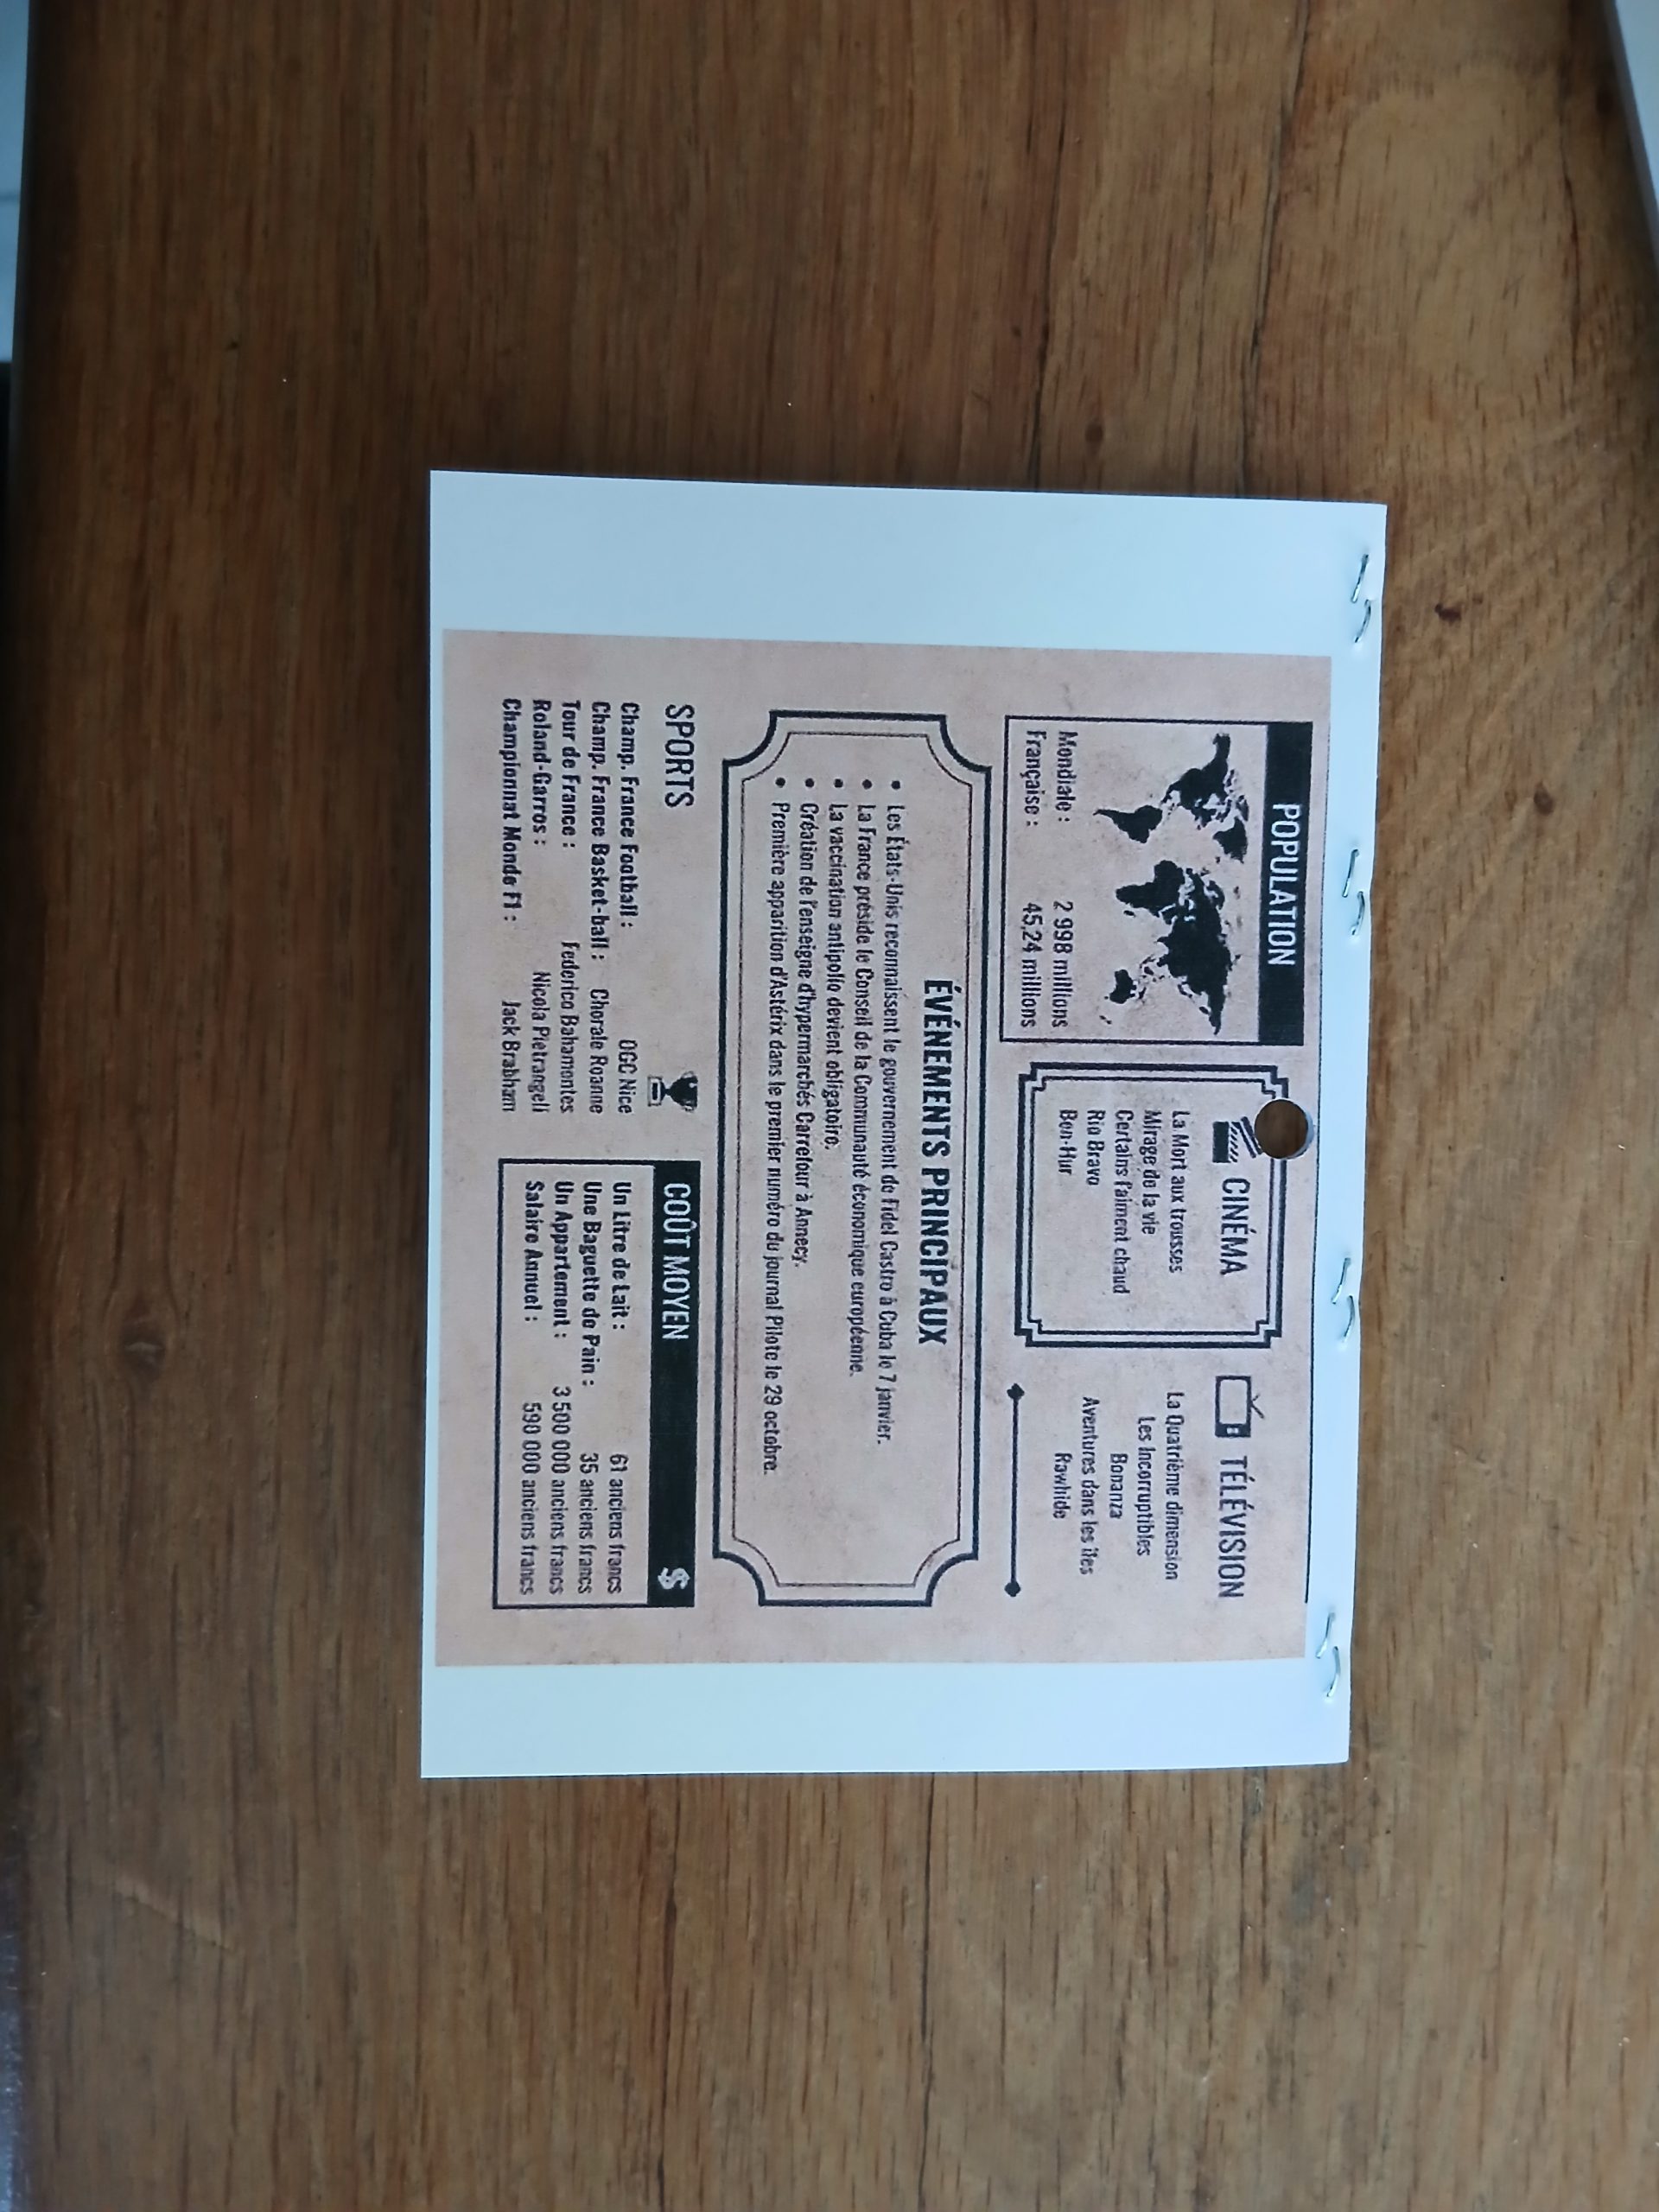 POPULATION
Mondiale : 2 998 millions
Française : 45,24 millions
CINÉMA
La Mort aux trousses
Mirage de la vie
Certains l'aiment chaud
Rio Bravo
Ben-Hur
TÉLÉVISION
La Quatrième dimension
Les Incorruptibles
Bonanza
Aventures dans les îles
Rawhide
ÉVÉNEMENTS PRINCIPAUX
• Les États-Unis reconnaissent le gouvernement de Fidel Castro à Cuba le 7 janvier.
• La France préside le Conseil de la Communauté économique européenne.
• La vaccination antipolio devient obligatoire.
• Création de l'enseigne d'hypermarchés Carrefour à Annecy.
• Première apparition d'Astérix dans le premier numéro du journal Pilote le 29 octobre.
SPORTS
Champ. France Football : OGC Nice
Champ. France Basket-ball : Chorale Roanne
Tour de France : Federico Bahamontes
Roland-Garros : Nicola Pietrangeli
Championnat Monde F1 : Jack Brabham
COÛT MOYEN $
Un Litre de Lait : 61 anciens francs
Une Baguette de Pain : 35 anciens francs
Un Appartement : 3 500 000 anciens francs
Salaire Annuel : 590 000 anciens francs